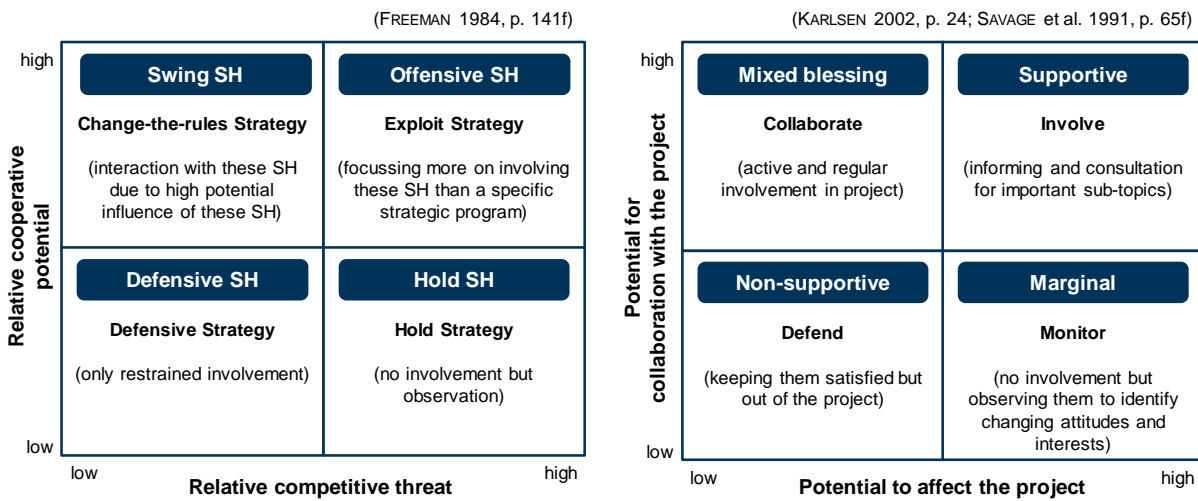 (FREEMAN 1984, p. 141f)
high
Swing SH
Change-the-rules Strategy
(interaction with these SH
due to high potential
influence of these SH)
Offensive SH
Exploit Strategy
(focussing more on involving
these SH than a specific
strategic program)
Defensive SH
Defensive Strategy
(only restrained involvement)
Hold SH
Hold Strategy
(no involvement but
observation)
Relative cooperative
potential
low
low
high
Relative competitive threat
(KARLSEN 2002, p. 24; SAVAGE et al. 1991, p. 65f)
high
Mixed blessing
Collaborate
(active and regular
involvement in project)
Supportive
Involve
(informing and consultation
for important sub-topics)
Non-supportive
Defend
(keeping them satisfied but
out of the project)
Marginal
Monitor
(no involvement but
observing them to identify
changing attitudes and
interests)
Potential for
collaboration with the project
low
low
high
Potential to affect the project